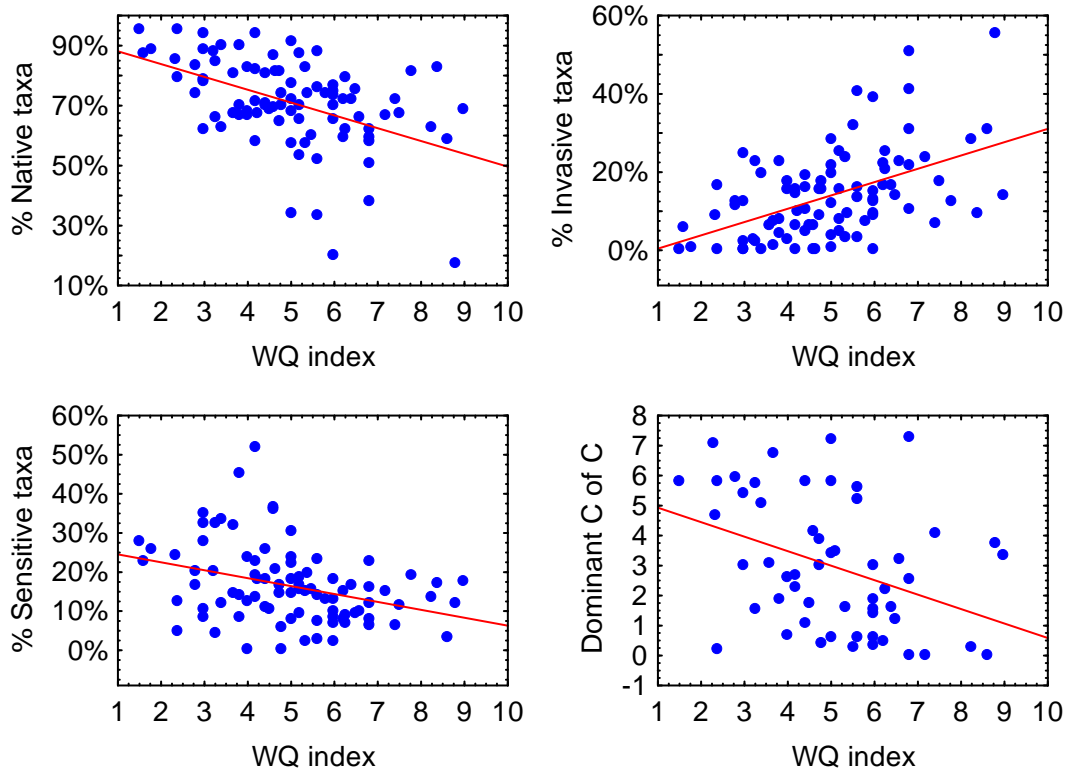 % Native taxa
90%
70%
50%
30%
10%
1 2 3 4 5 6 7 8 9 10
WQ index
% Invasive taxa
60%
40%
20%
0%
1 2 3 4 5 6 7 8 9 10
WQ index
% Sensitive taxa
60%
50%
40%
30%
20%
10%
0%
1 2 3 4 5 6 7 8 9 10
WQ index
Dominant C of C
8
7
6
5
4
3
2
1
0
-1
1 2 3 4 5 6 7 8 9 10
WQ index